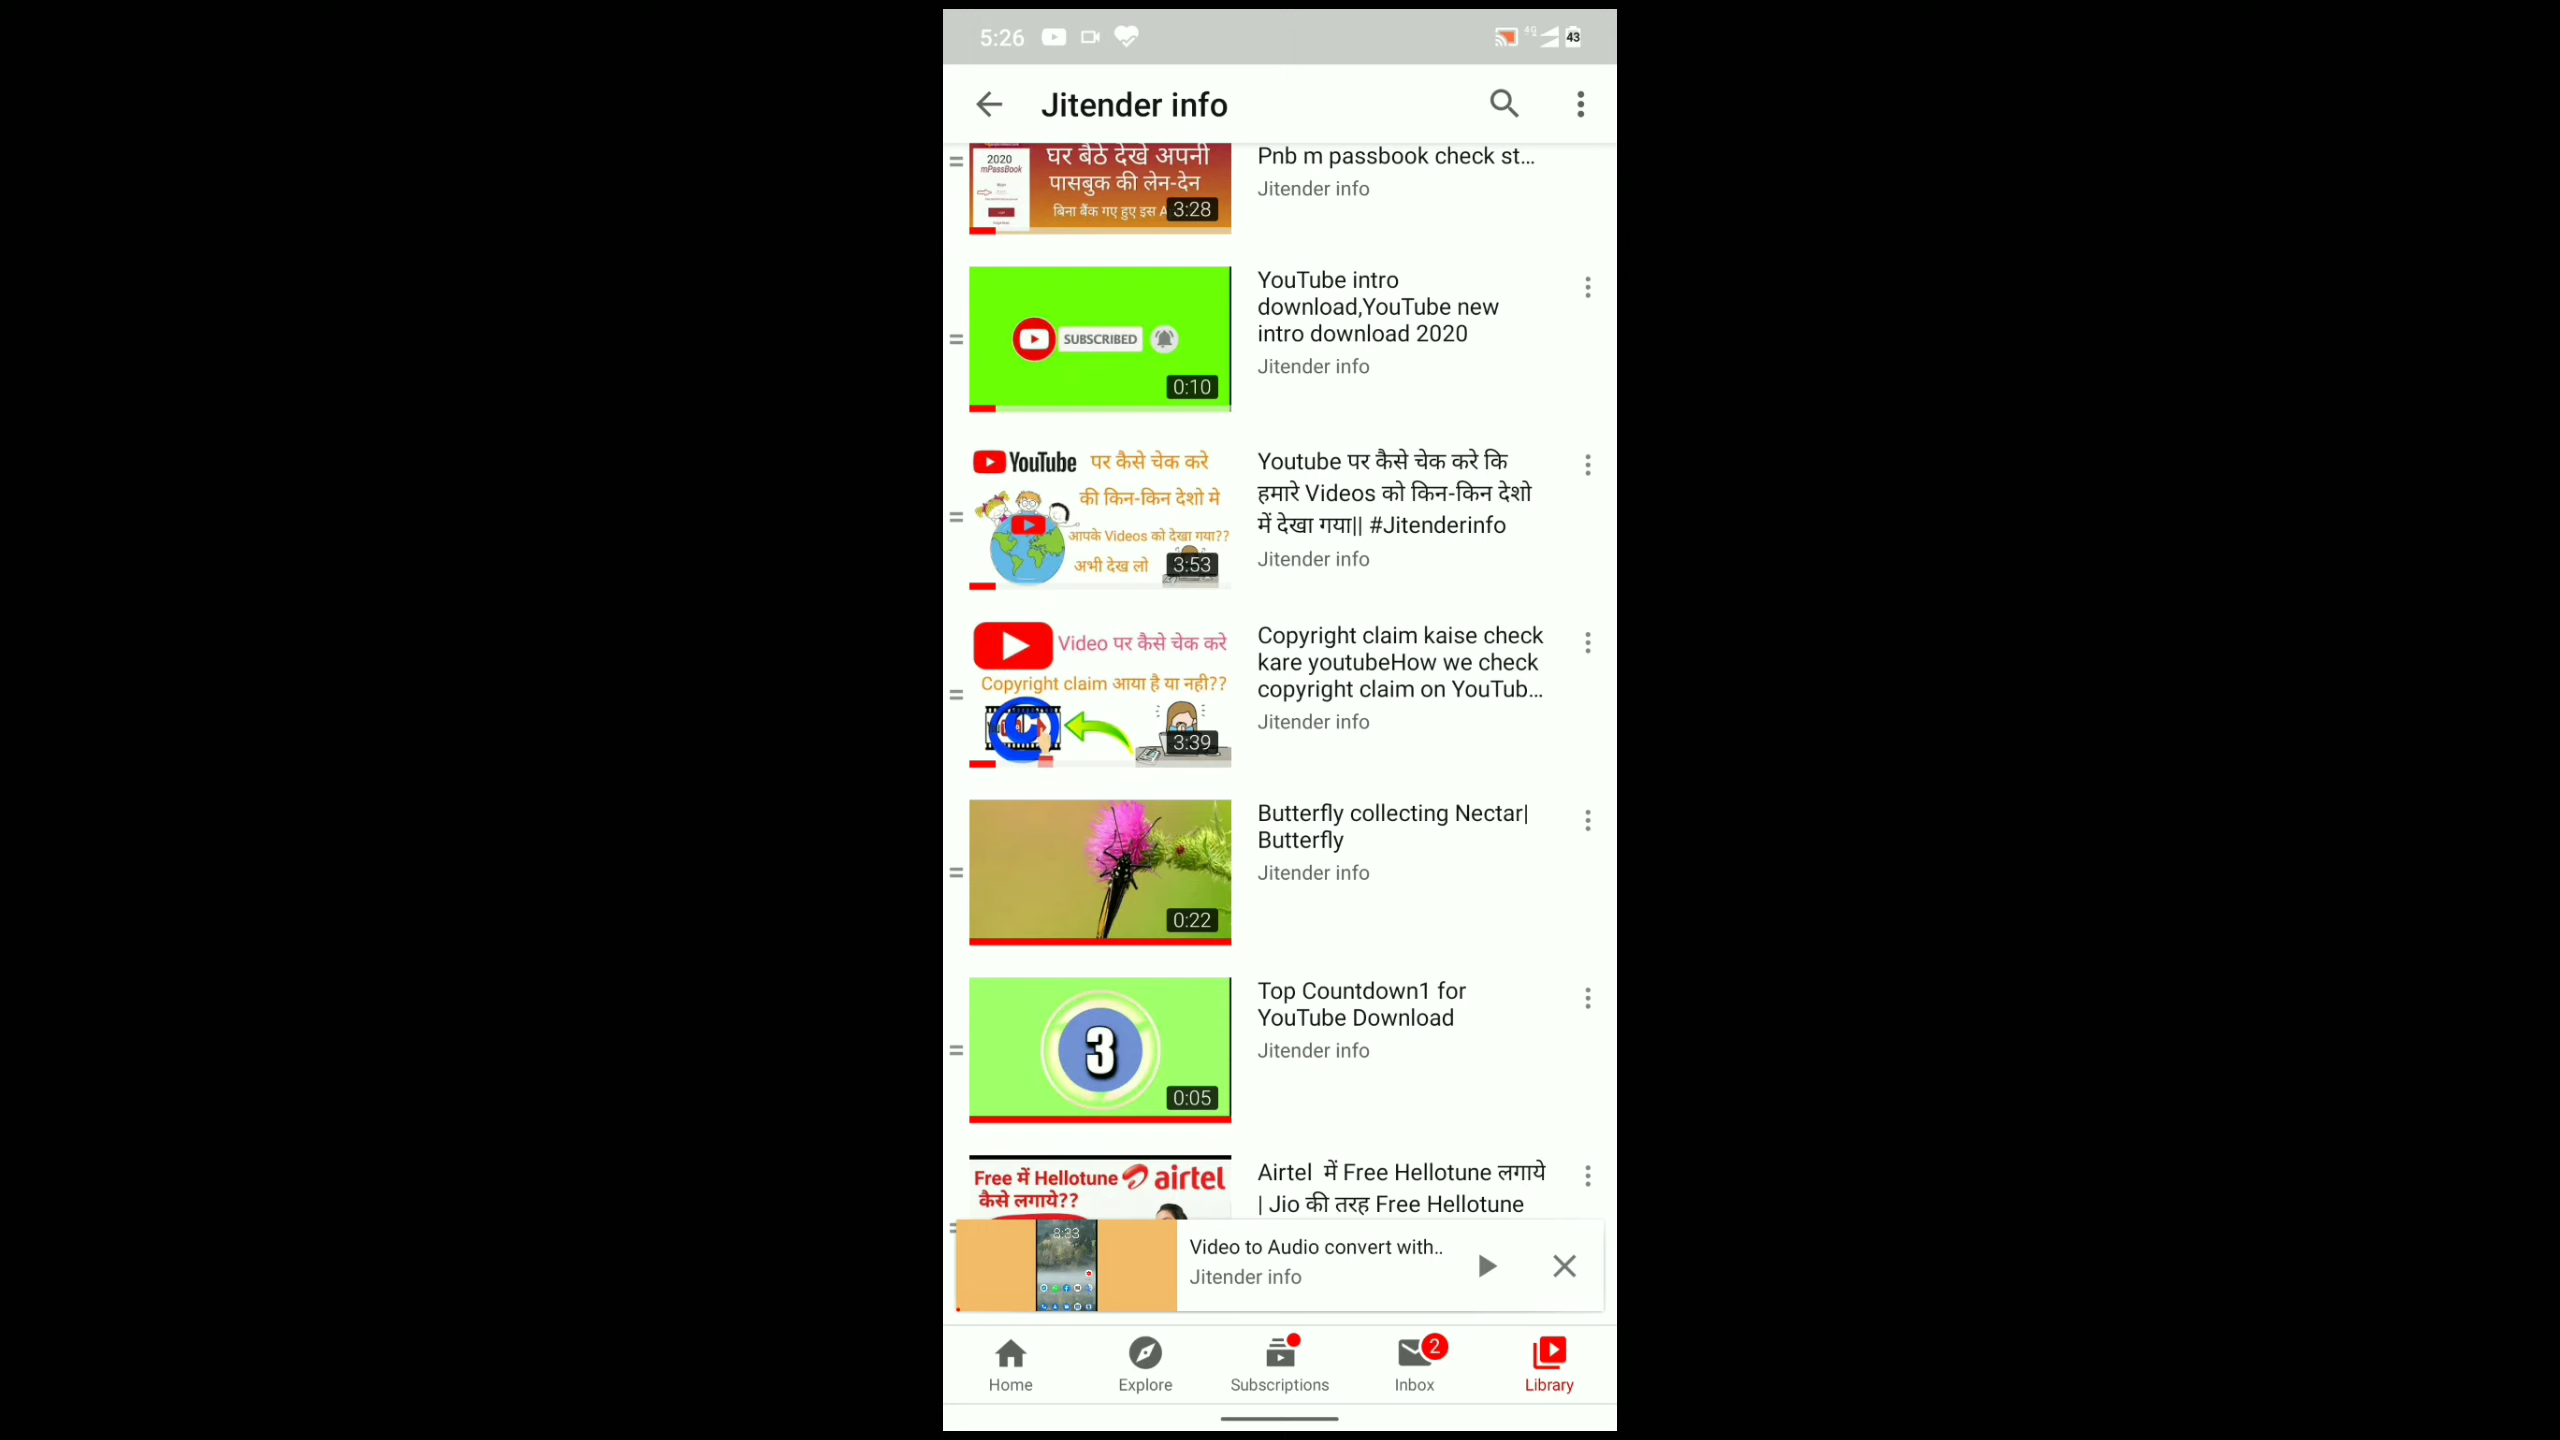 5:26
4G
43
Jitender info
2020
mPassBook
घर बैठे देखे अपनी
पासबुक की लेन-देन
बिना बैंक गए हुए इस A
3:28
Pnb m passbook check st...
Jitender info
SUBSCRIBED
0:10
YouTube intro
download,YouTube new
intro download 2020
Jitender info
YouTube पर कैसे चेक करे
की किन-किन देशो मे
आपके Videos को देखा गया??
अभी देख लो
3:53
Youtube पर कैसे चेक करे कि
हमारे Videos को किन-किन देशो
में देखा गया|| #Jitenderinfo
Jitender info
Video पर कैसे चेक करे
Copyright claim आया है या नही??
3:39
Copyright claim kaise check
kare youtubeHow we check
copyright claim on YouTub...
Jitender info
0:22
Butterfly collecting Nectar|
Butterfly
Jitender info
3
0:05
Top Countdown1 for
YouTube Download
Jitender info
Free में Hellotune airtel
कैसे लगाये??
Airtel में Free Hellotune लगाये
| Jio की तरह Free Hellotune
8:33
Video to Audio convert with..
Jitender info
Home
Explore
Subscriptions
2
Inbox
Library